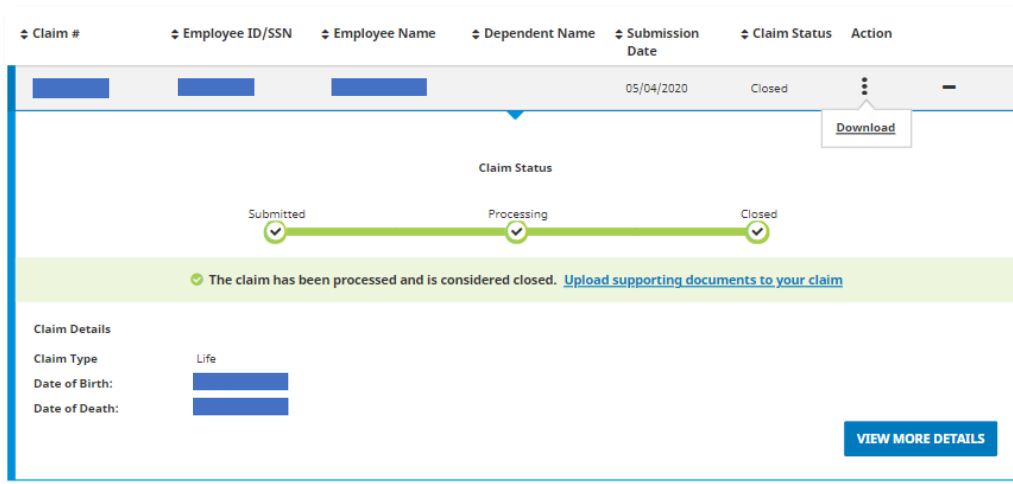 Claim # Employee ID/SSN Employee Name Dependent Name Submission Date Claim Status Action
05/04/2020 Closed
Download
Claim Status
Submitted Processing Closed
The claim has been processed and is considered closed. Upload supporting documents to your claim
Claim Details
Claim Type Life
Date of Birth:
Date of Death:
VIEW MORE DETAILS